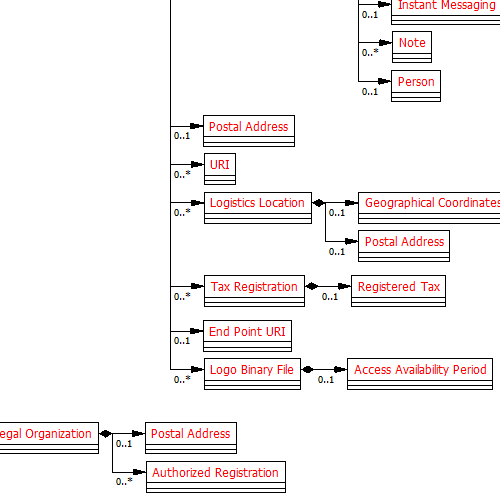 Instant Messaging
0..1
Note
0..*
Person
0..1
Postal Address
0..1
URI
0..*
Logistics Location
0..*
Geographical Coordinates
0..1
Postal Address
0..1
Tax Registration
0..*
Registered Tax
0..1
End Point URI
0..1
Logo Binary File
0..*
Access Availability Period
0..1
egal Organization
Postal Address
0..1
Authorized Registration
0..*